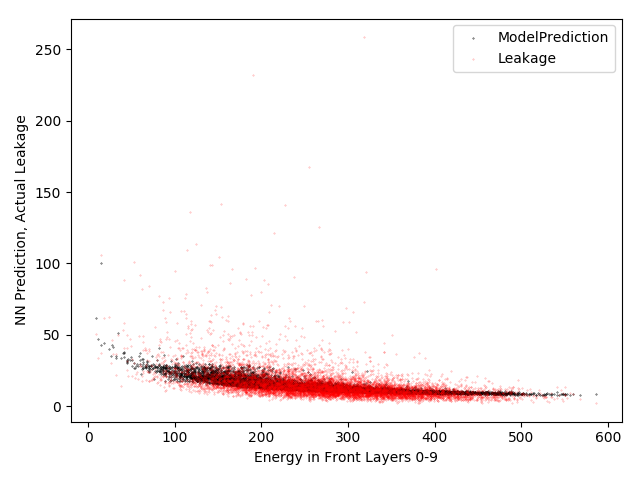 ModelPrediction
Leakage
NN Prediction, Actual Leakage
250
200
150
100
50
0
0 100 200 300 400 500 600
Energy in Front Layers 0-9